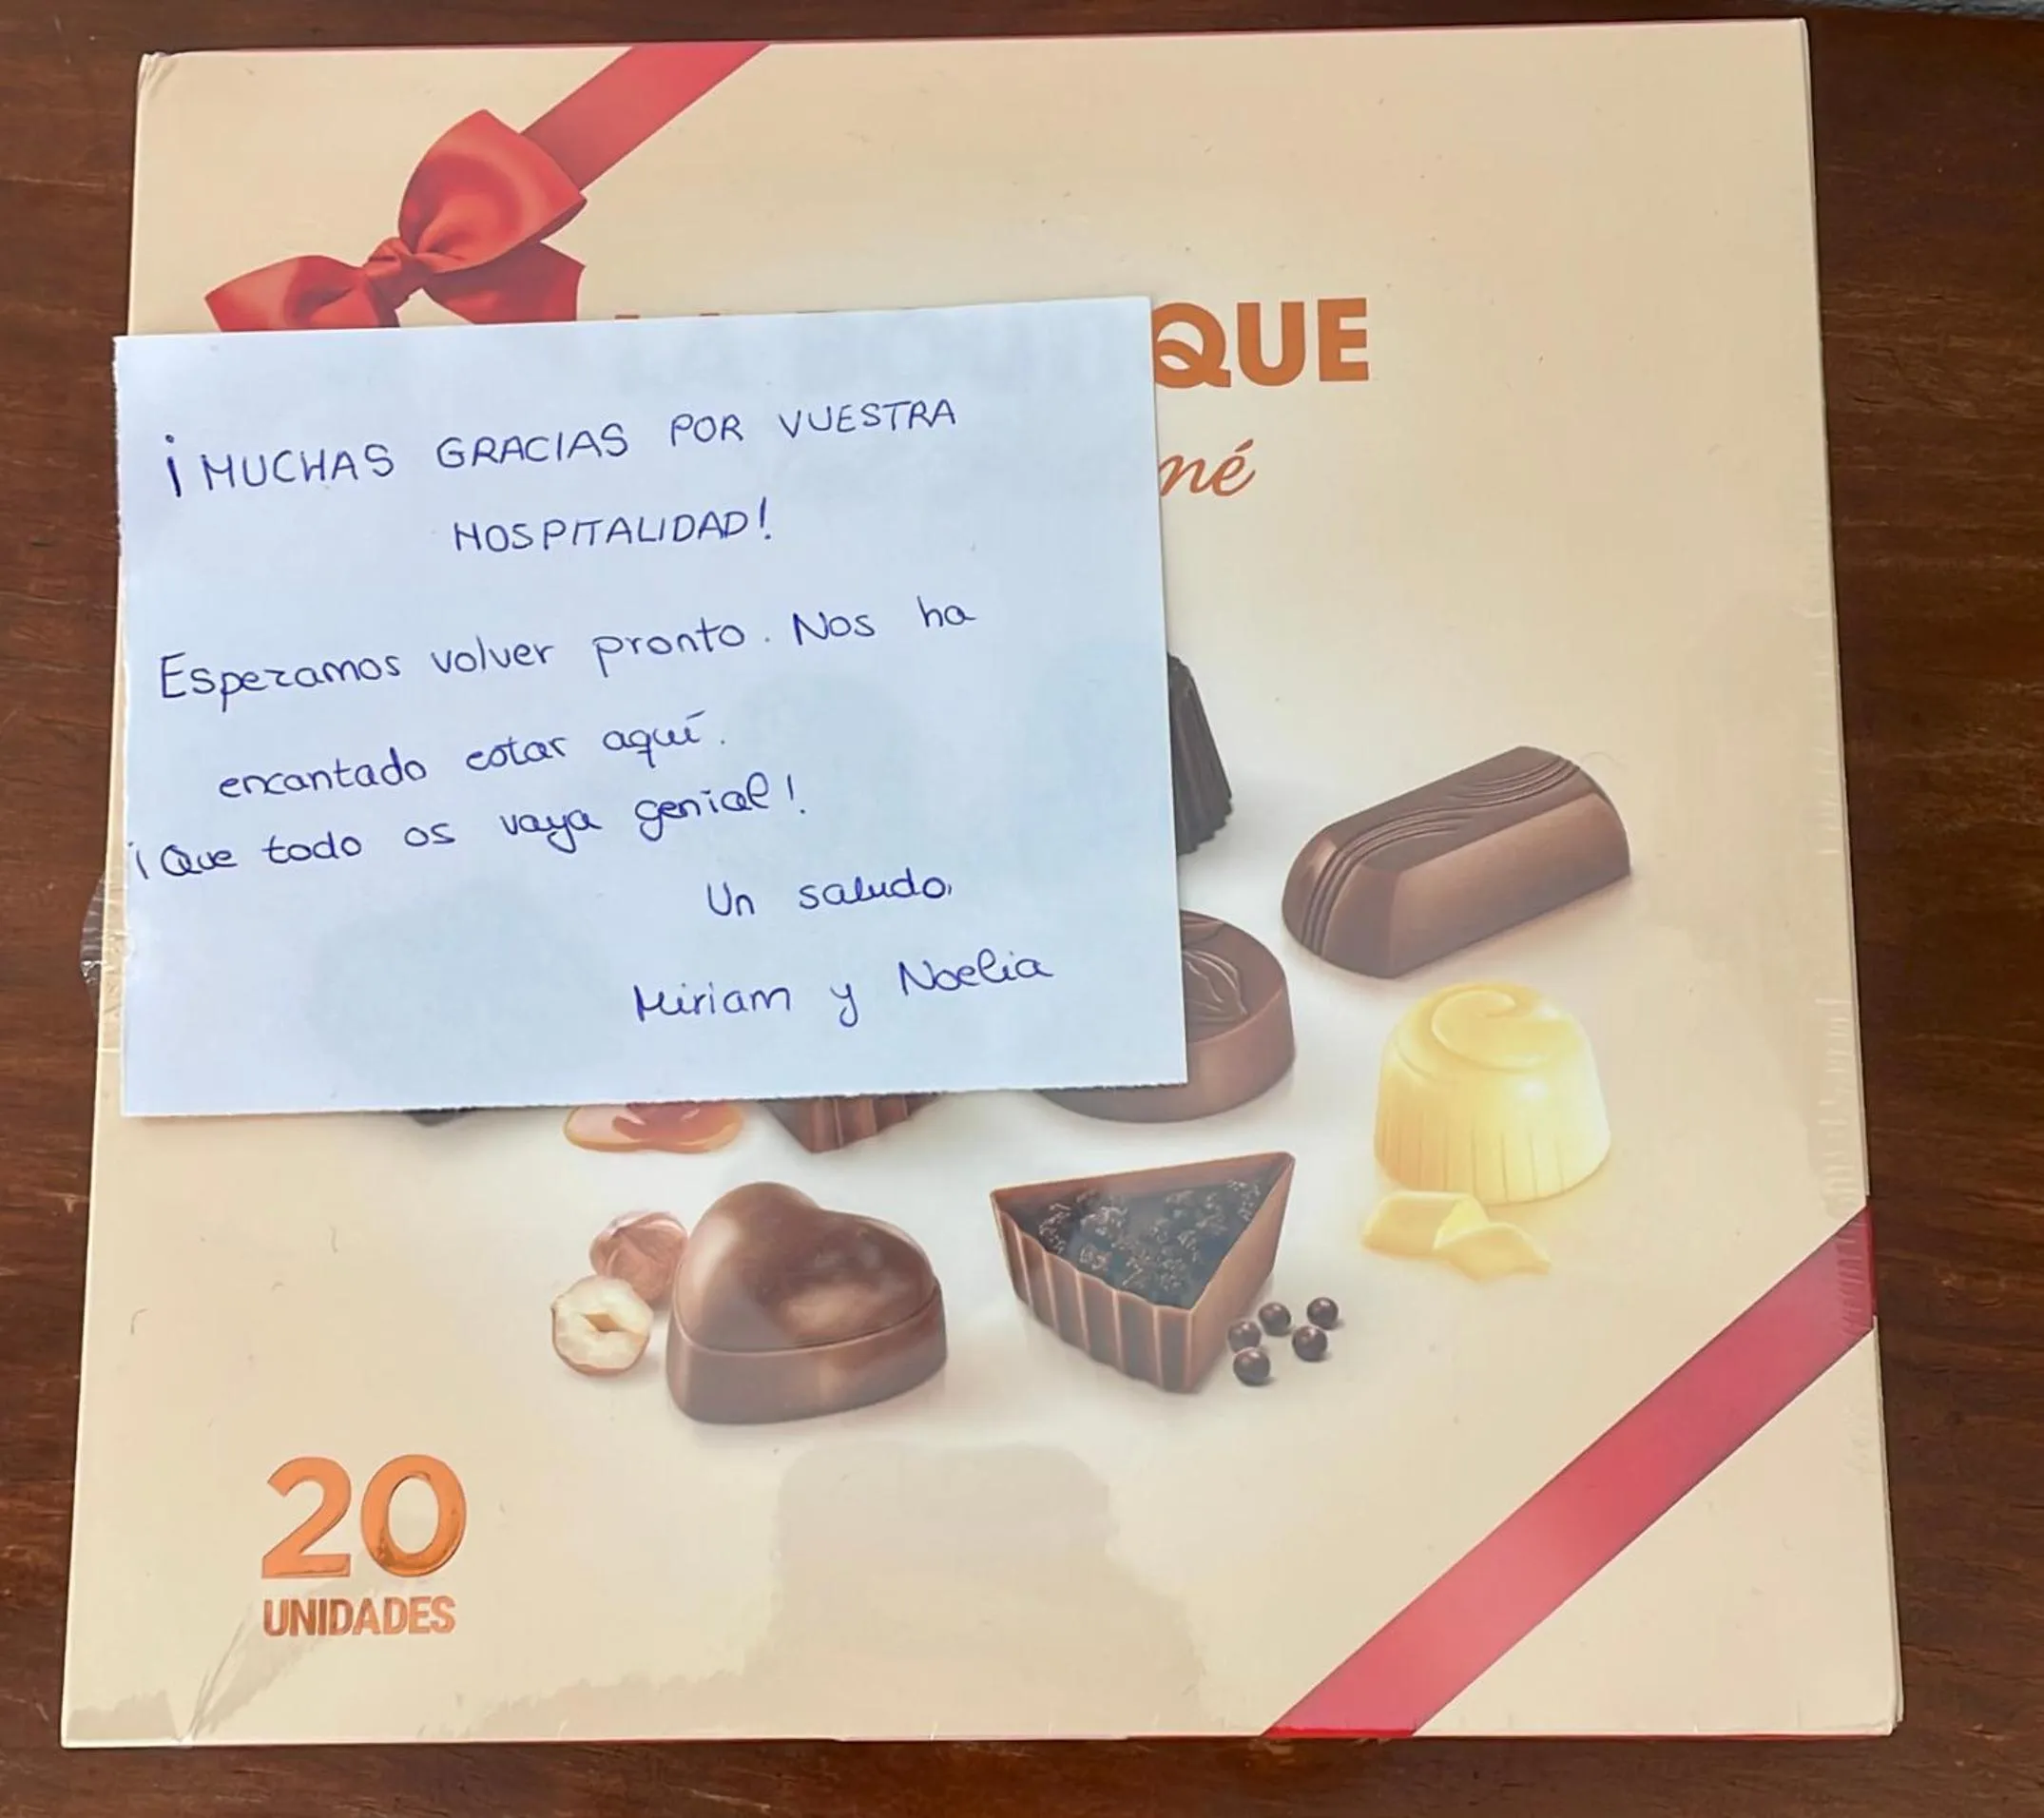 QUE
né
¡MUCHAS GRACIAS POR VUESTRA
HOSPITALIDAD!
Esperamos volver pronto. Nos ha
encantado estar aquí.
¡Que todo os vaya genial!
Un saludo,
Miriam y Noelia
20
UNIDADES